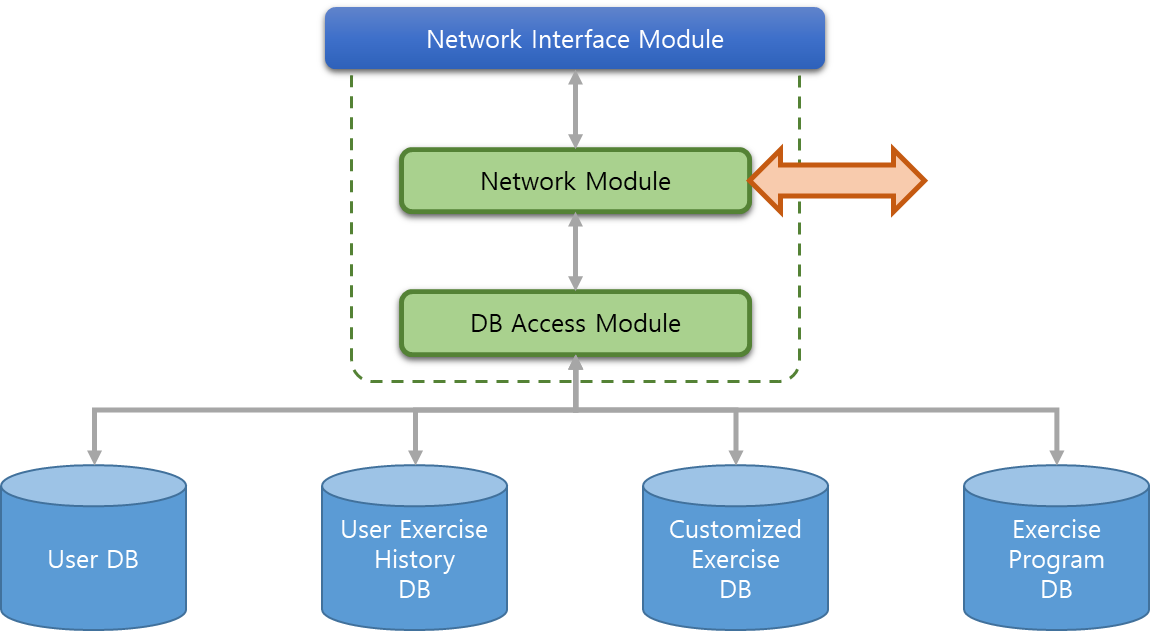 Network Interface Module
Network Module
DB Access Module
User DB
User Exercise
History
DB
Customized
Exercise
DB
Exercise
Program
DB